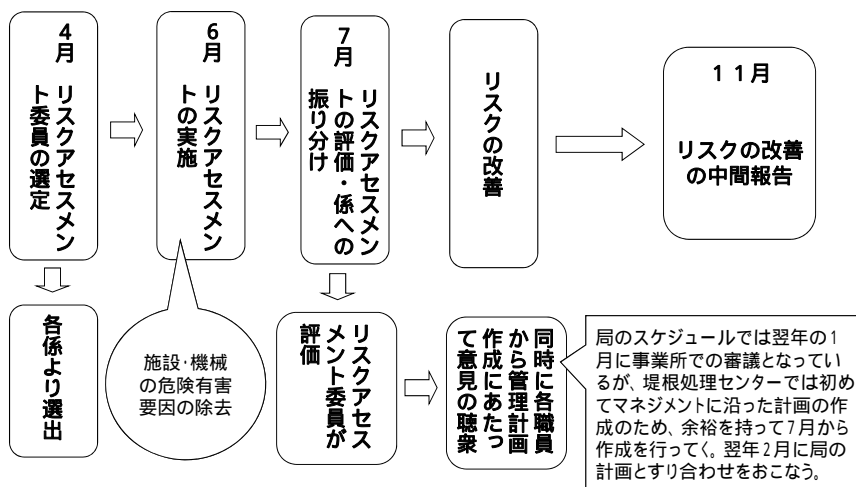 4月
リスクアセスメン
ト委員の選定
6月
リスクアセスメン
トの実施
7月
リスクアセスメン
トの評価・係への
振り分け
リスクの改善
11月
リスクの改善
の中間報告
各係より選出
施設・機械
の危険有害
要因の除去
リスクアセス
メント委員が
評価
同時に各職員
から管理計画
作成にあたっ
て意見の聴衆
局のスケジュールでは翌年の1
月に事業所での審議となってい
るが、堤根処理センターでは初め
てマネジメントに沿った計画の作
成のため、余裕を持って7月から
作成を行ってく。翌年2月に局の
計画とすり合わせをおこなう。